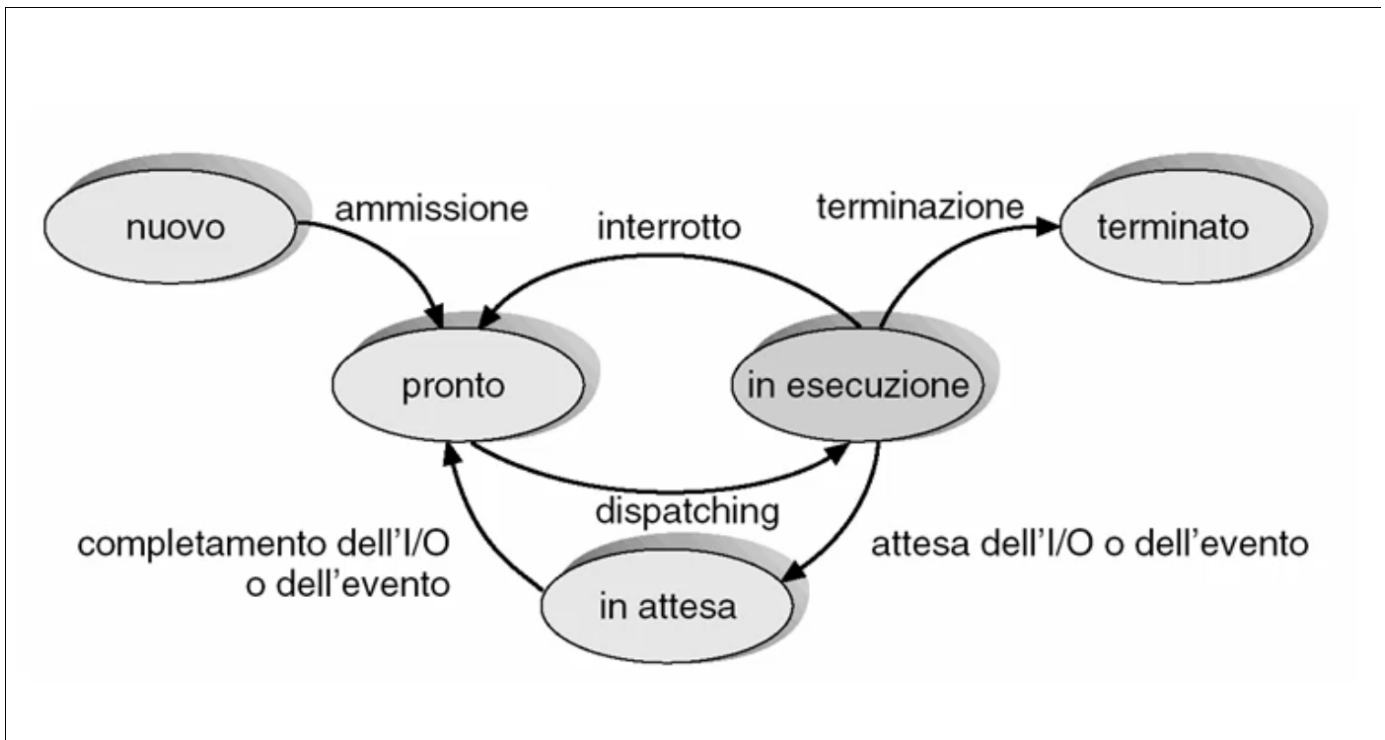 nuovo
ammissione
interrotto
terminazione
terminato
pronto
in esecuzione
dispatching
completamento dell'I/O
o dell'evento
attesa dell'I/O o dell'evento
in attesa